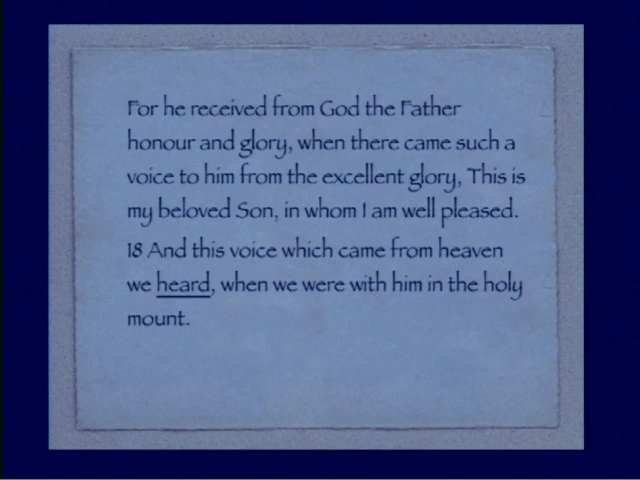 For he received from God the Father
honour and glory, when there came such a
voice to him from the excellent glory, This is
my beloved Son, in whom I am well pleased.
18 And this voice which came from heaven
we heard, when we were with him in the holy
mount.